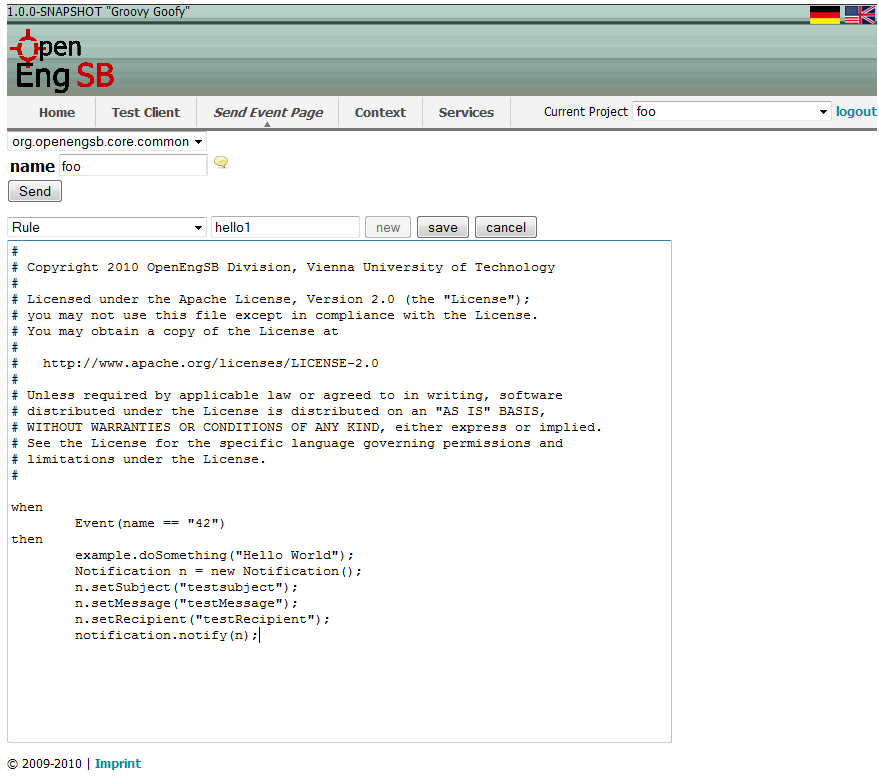 1.0.0-SNAPSHOT "Groovy Goofy"
Open
Eng SB
Home Test Client Send Event Page Context Services Current Project foo logout
org.openengsb.core.common
name foo
Send
Rule hello1 new save cancel
#
# Copyright 2010 OpenEngSB Division, Vienna University of Technology
#
# Licensed under the Apache License, Version 2.0 (the "License");
# you may not use this file except in compliance with the License.
# You may obtain a copy of the License at
#
#   http://www.apache.org/licenses/LICENSE-2.0
#
# Unless required by applicable law or agreed to in writing, software
# distributed under the License is distributed on an "AS IS" BASIS,
# WITHOUT WARRANTIES OR CONDITIONS OF ANY KIND, either express or implied.
# See the License for the specific language governing permissions and
# limitations under the License.
#
when
        Event(name == "42")
then
        example.doSomething("Hello World");
        Notification n = new Notification();
        n.setSubject("testsubject");
        n.setMessage("testMessage");
        n.setRecipient("testRecipient");
        notification.notify(n);
© 2009-2010 | Imprint